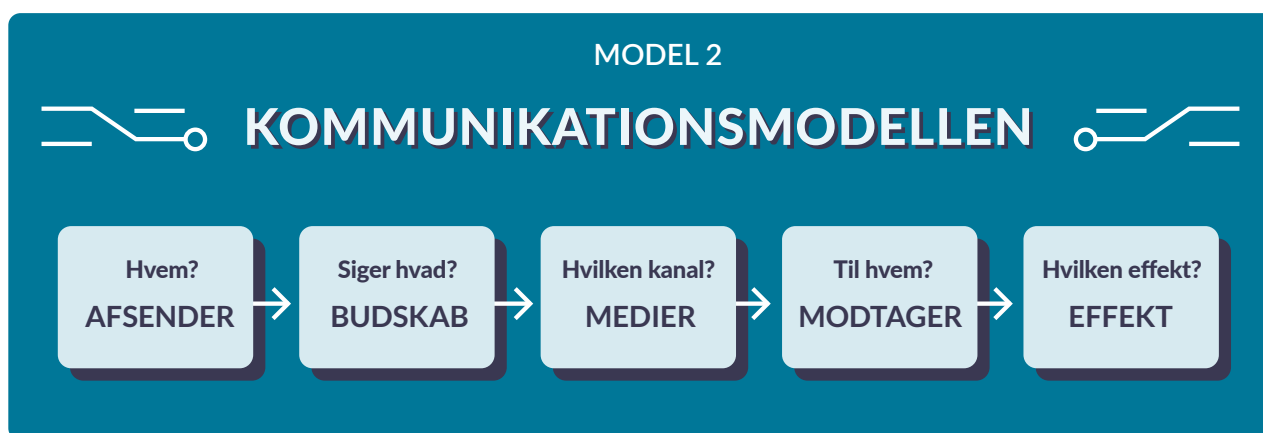 MODEL 2
KOMMUNIKATIONSMODELLEN
Hvem?
AFSENDER
Siger hvad?
BUDSKAB
Hvilken kanal?
MEDIER
Til hvem?
MODTAGER
Hvilken effekt?
EFFEKT